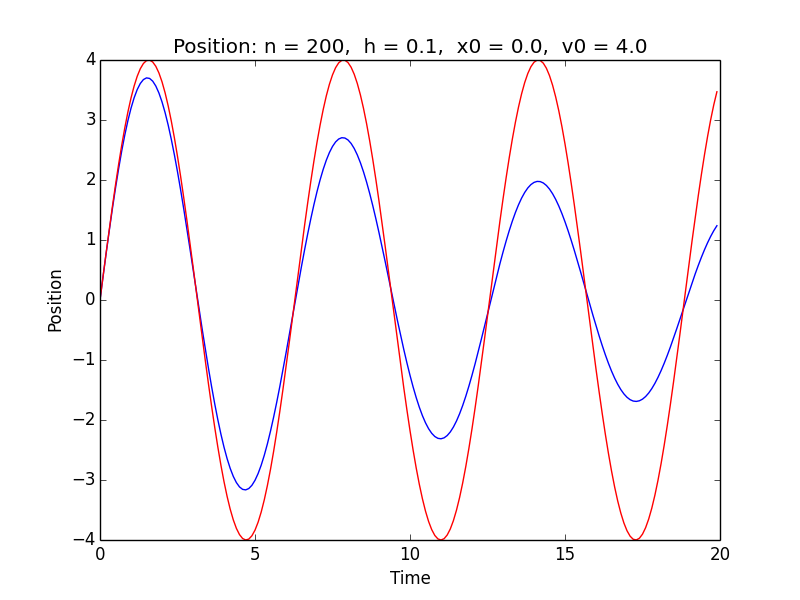 Position: n = 200,  h = 0.1,  x0 = 0.0,  v0 = 4.0
4
3
2
1
0
−1
−2
−3
−4
Position
0 5 10 15 20
Time